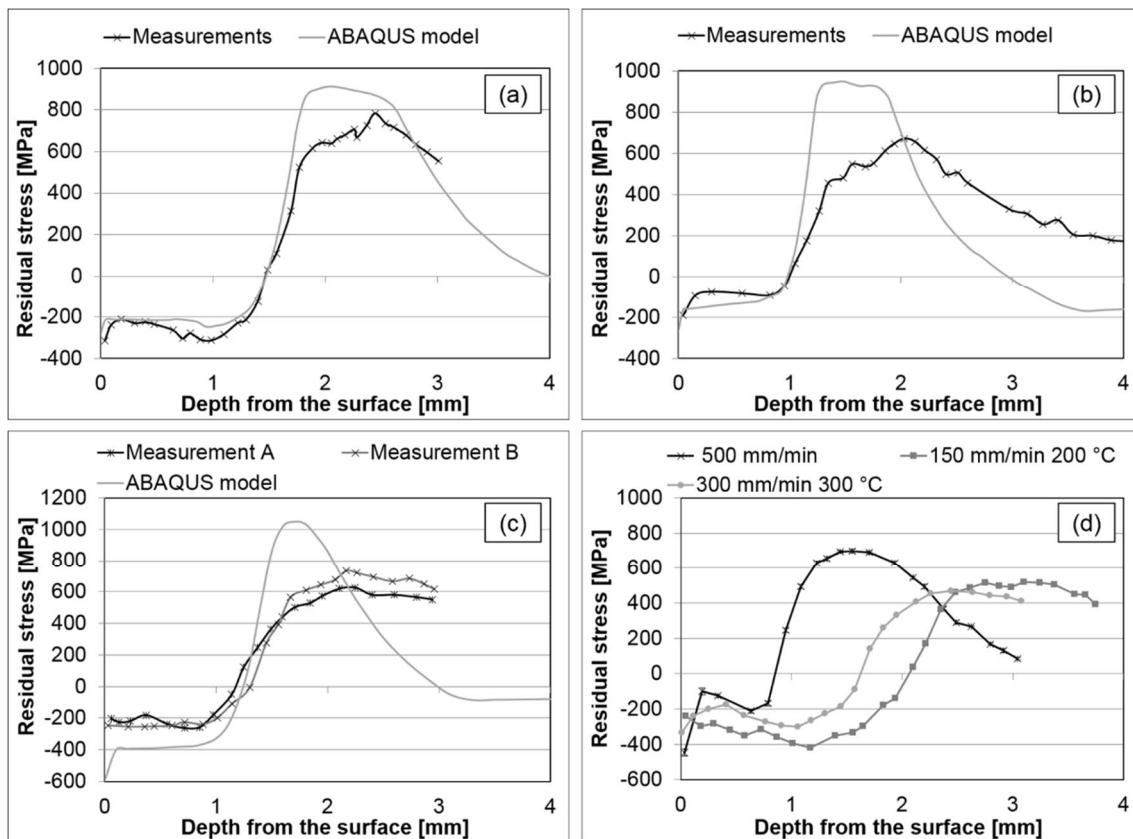 Measurements ABAQUS model
(a)
Residual stress [MPa]
1000
800
600
400
200
0
-200
-400
0 1 2 3 4
Depth from the surface [mm]
Measurements ABAQUS model
(b)
Residual stress [MPa]
1000
800
600
400
200
0
-200
-400
0 1 2 3 4
Depth from the surface [mm]
Measurement A Measurement B
ABAQUS model
(c)
Residual stress [MPa]
1200
1000
800
600
400
200
0
-200
-400
-600
0 1 2 3 4
Depth from the surface [mm]
500 mm/min 150 mm/min 200 °C
300 mm/min 300 °C
(d)
Residual stress [MPa]
1000
800
600
400
200
0
-200
-400
-600
0 1 2 3 4
Depth from the surface [mm]